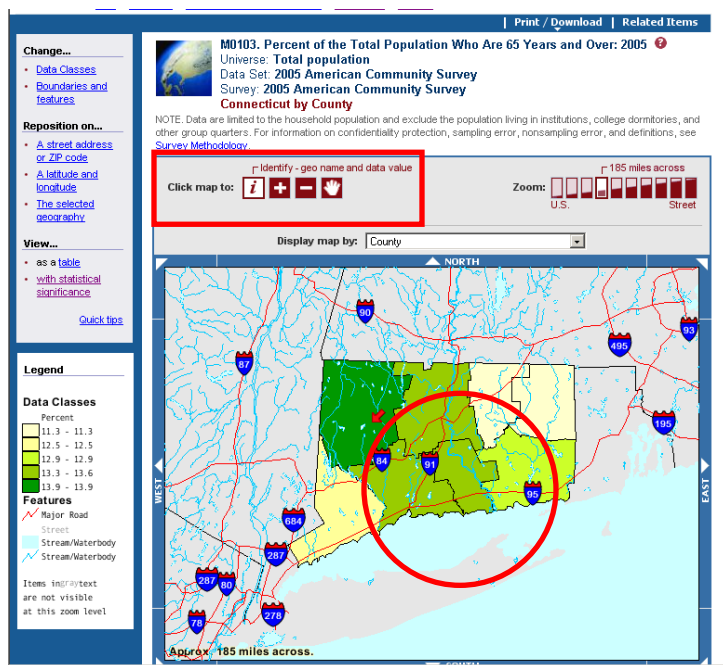 | Print / Download | Related Items
Change...
• Data Classes
• Boundaries and
features
Reposition on...
• A street address
or ZIP code
• A latitude and
longitude
• The selected
geography
View...
• as a table
• with statistical
significance
Quick tips
M0103. Percent of the Total Population Who Are 65 Years and Over: 2005 ?
Universe: Total population
Data Set: 2005 American Community Survey
Survey: 2005 American Community Survey
Connecticut by County
NOTE. Data are limited to the household population and exclude the population living in institutions, college dormitories, and
other group quarters. For information on confidentiality protection, sampling error, nonsampling error, and definitions, see
Survey Methodology.
Identify - geo name and data value
Click map to: i
185 miles across
Zoom:
U.S. Street
Display map by: County
NORTH
90
93
495
87
195
84
91
95
684
287
287
80
78
278
WEST
EAST
Approx. 185 miles across.
SOUTH
Legend
Data Classes
Percent
11.3 - 11.3
12.5 - 12.5
12.9 - 12.9
13.3 - 13.6
13.9 - 13.9
Features
Major Road
Street
Stream/Waterbody
Stream/Waterbody
Items in gray text
are not visible
at this zoom level